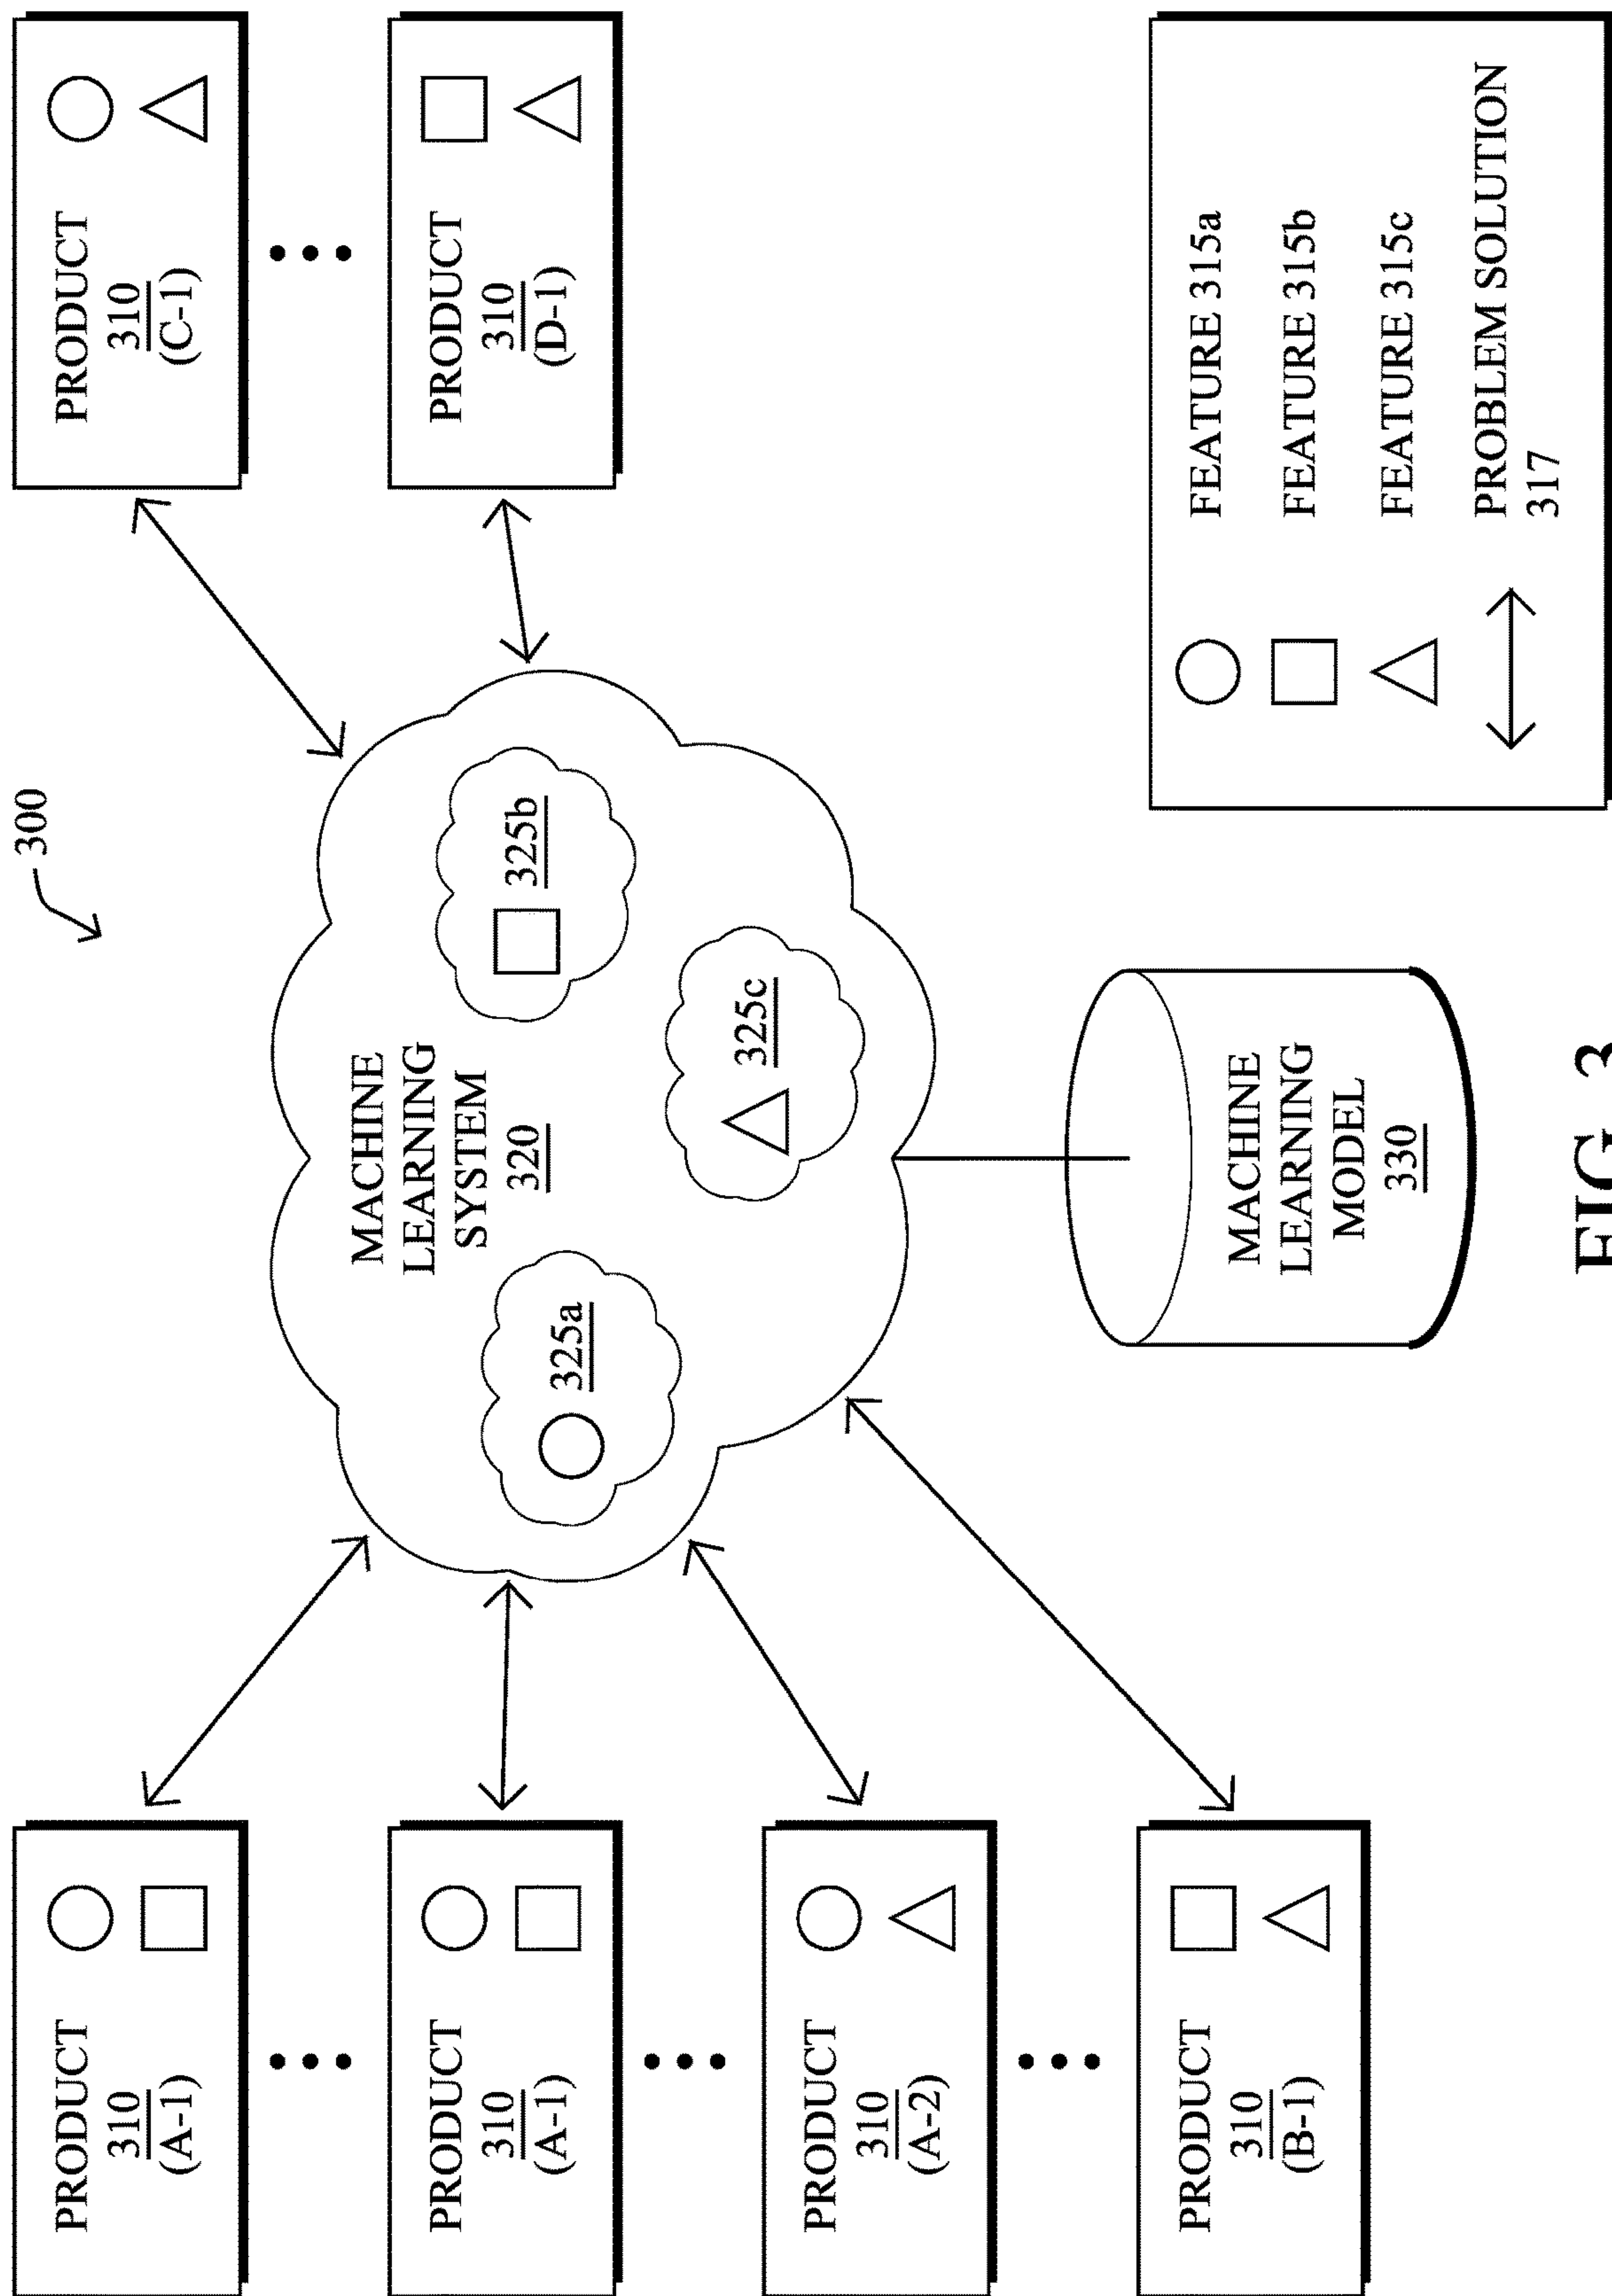 300
PRODUCT
310
(A-1)
PRODUCT
310
(A-1)
PRODUCT
310
(A-2)
PRODUCT
310
(B-1)
MACHINE
LEARNING
SYSTEM
320
325a
325b
325c
MACHINE
LEARNING
MODEL
330
PRODUCT
310
(C-1)
PRODUCT
310
(D-1)
FEATURE 315a
FEATURE 315b
FEATURE 315c
PROBLEM SOLUTION
317
FIG. 3